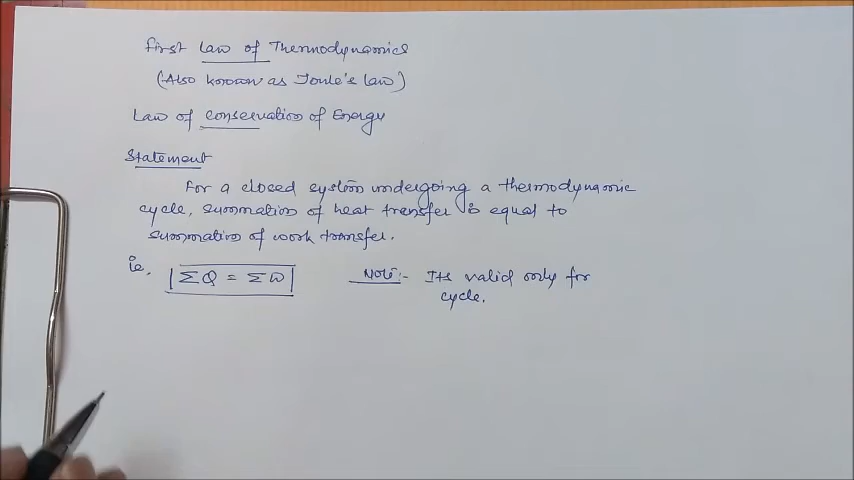 First Law of Thermodynamics
(Also known as Joule's law)
Law of conservation of Energy
Statement
For a closed system undergoing a thermodynamic
cycle, summation of heat transfer is equal to
summation of work transfer.
ie, ΣQ = ΣW Note:- Its valid only for
cycle.